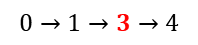 0 → 1 → 3 → 4